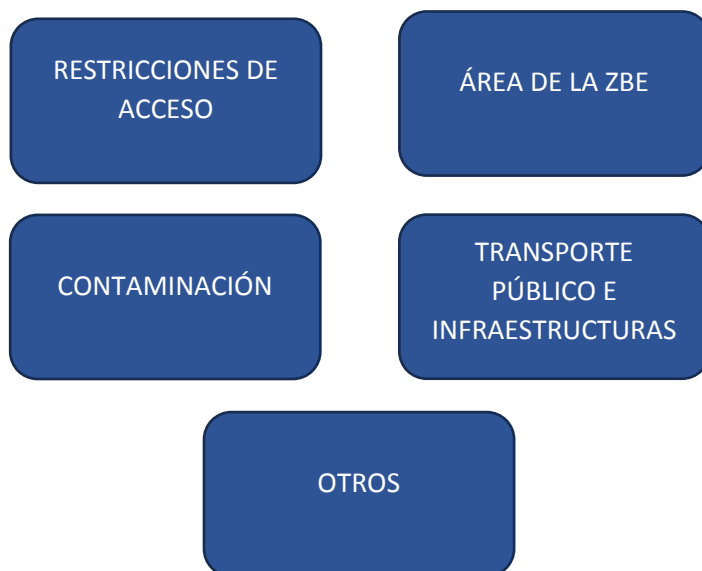 RESTRICCIONES DE
ACCESO
ÁREA DE LA ZBE
CONTAMINACIÓN
TRANSPORTE
PÚBLICO E
INFRAESTRUCTURAS
OTROS